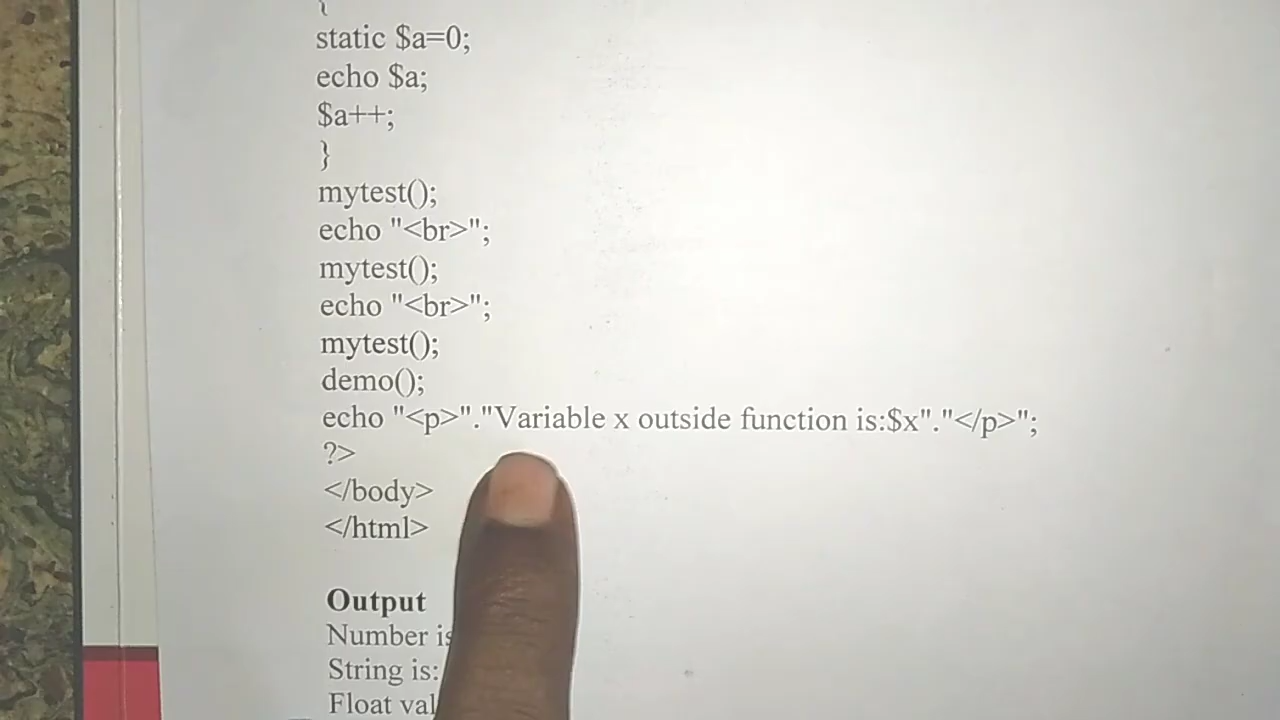 {
static $a=0;
echo $a;
$a++;
}
mytest();
echo "<br>";
mytest();
echo "<br>";
mytest();
demo();
echo "<p>"."Variable x outside function is:$x"."</p>";
?>
</body>
</html>
Output
Number is
String is:
Float